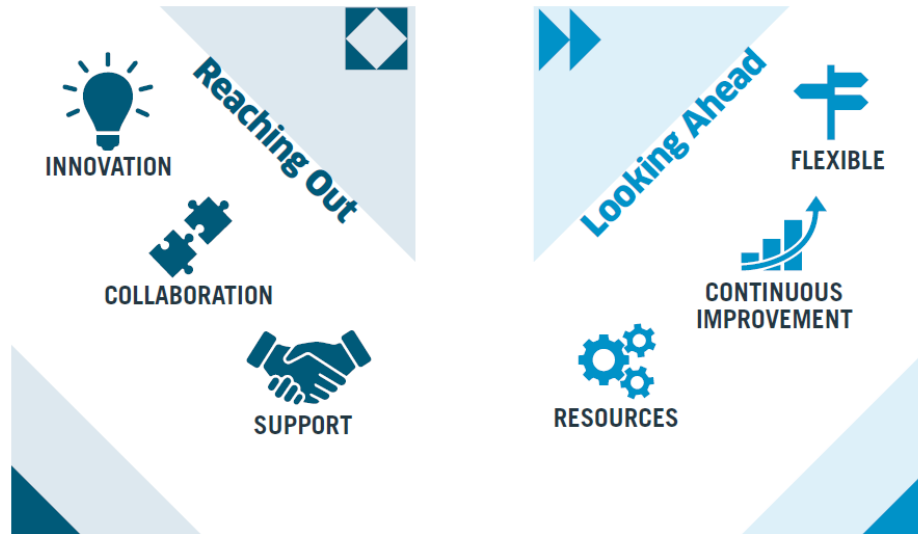 Reaching Out
INNOVATION
COLLABORATION
SUPPORT
Looking Ahead
FLEXIBLE
CONTINUOUS
IMPROVEMENT
RESOURCES